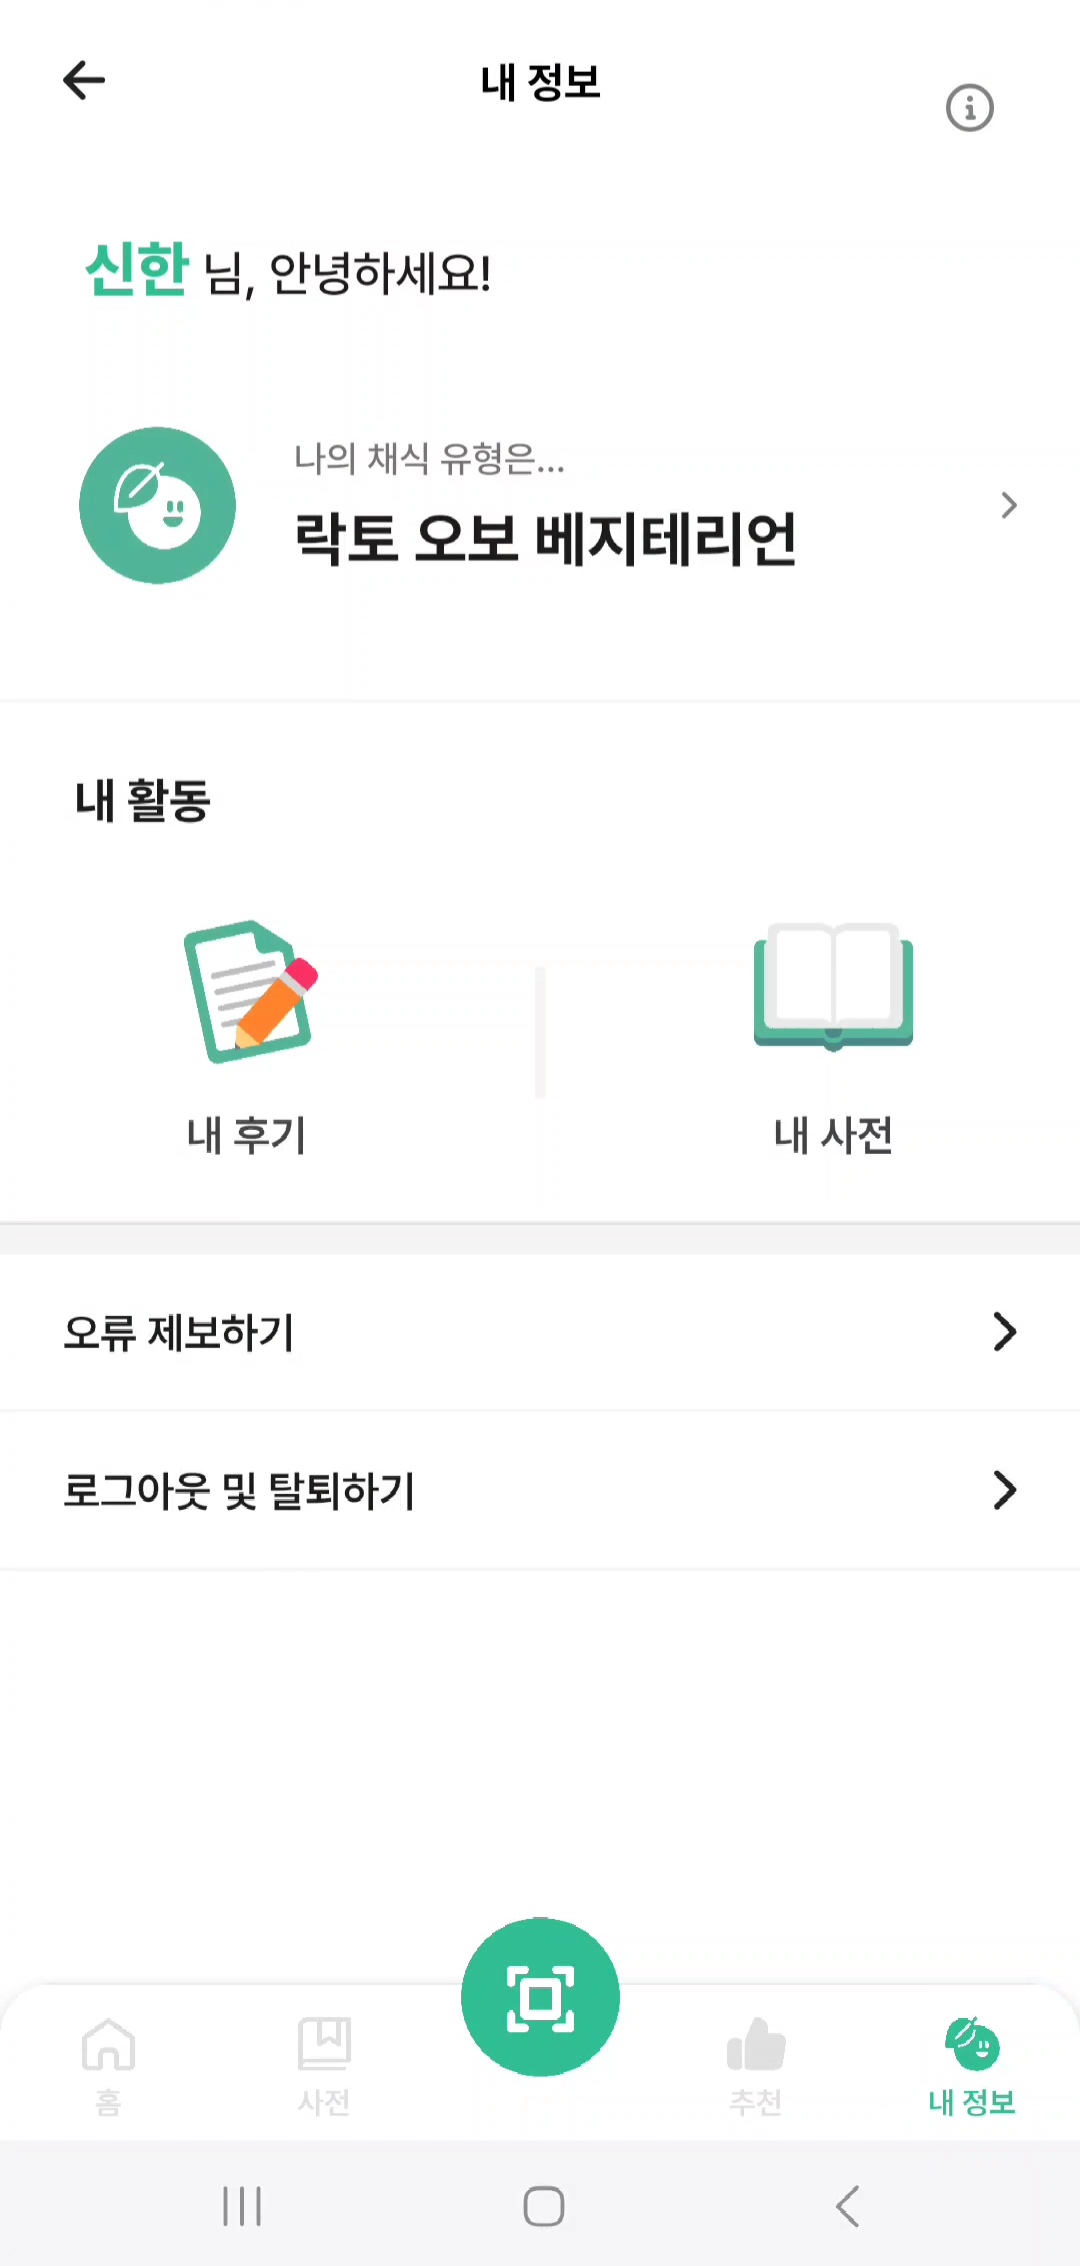 내 정보
신한 님, 안녕하세요!
나의 채식 유형은...
락토 오보 베지테리언
내 활동
내 후기
내 사전
오류 제보하기
로그아웃 및 탈퇴하기
홈
사전
추천
내 정보